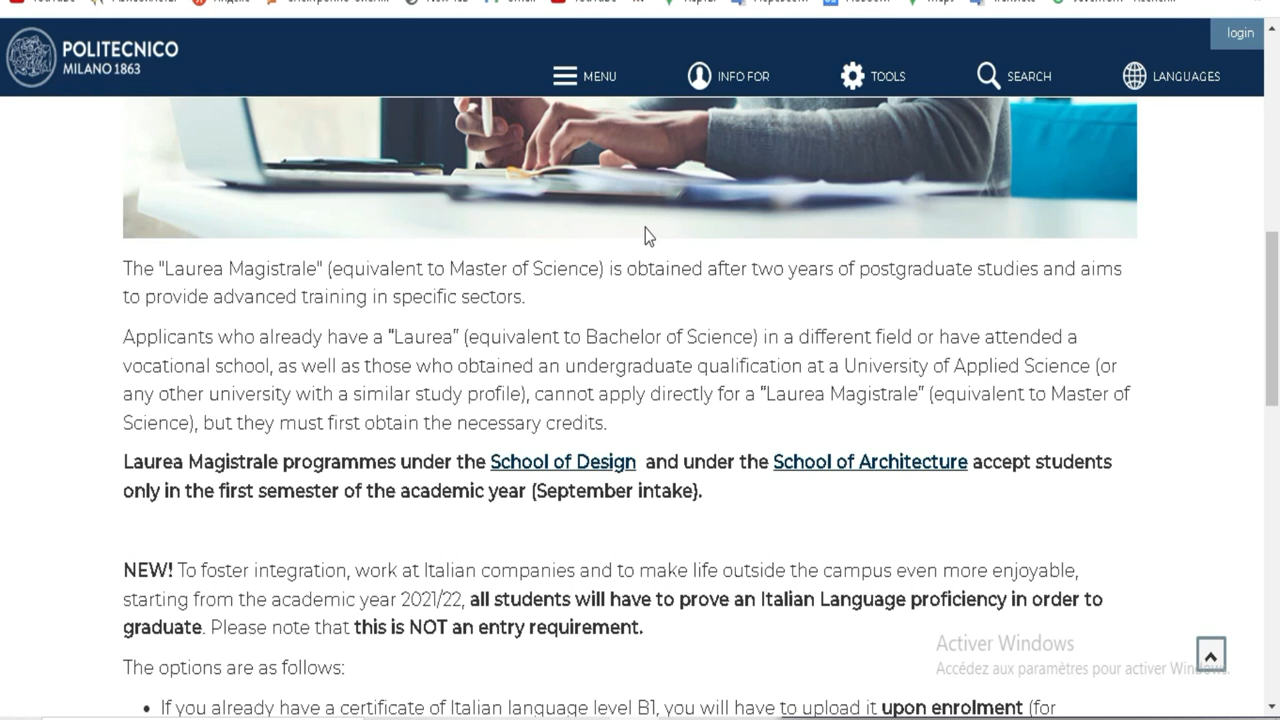 login
POLITECNICO
MILANO 1863
MENU
INFO FOR
TOOLS
SEARCH
LANGUAGES
The "Laurea Magistrale" (equivalent to Master of Science) is obtained after two years of postgraduate studies and aims
to provide advanced training in specific sectors.
Applicants who already have a "Laurea" (equivalent to Bachelor of Science) in a different field or have attended a
vocational school, as well as those who obtained an undergraduate qualification at a University of Applied Science (or
any other university with a similar study profile), cannot apply directly for a "Laurea Magistrale" (equivalent to Master of
Science), but they must first obtain the necessary credits.
Laurea Magistrale programmes under the School of Design and under the School of Architecture accept students
only in the first semester of the academic year (September intake}.
NEW! To foster integration, work at Italian companies and to make life outside the campus even more enjoyable,
starting from the academic year 2021/22, all students will have to prove an Italian Language proficiency in order to
graduate. Please note that this is NOT an entry requirement.
Activer Windows
Accédez aux paramètres pour activer Windows.
The options are as follows:
• If you already have a certificate of Italian language level B1, you will have to upload it upon enrolment (for